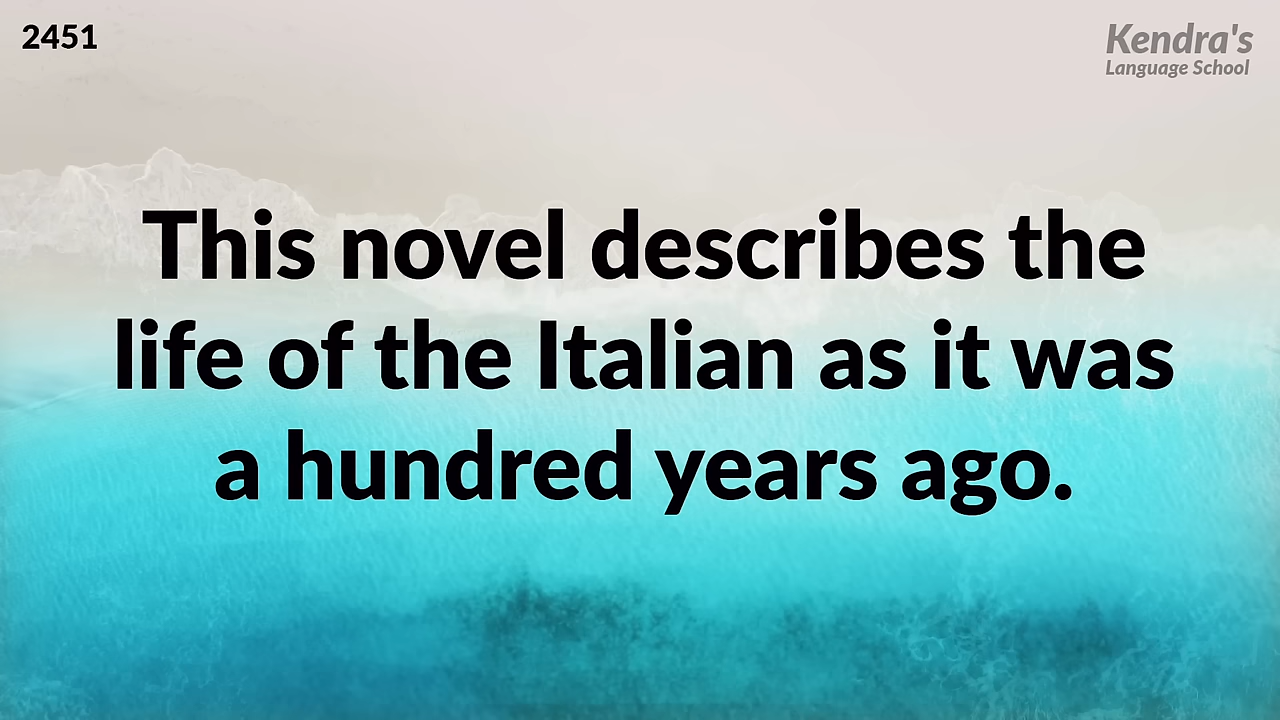 2451
Kendra's
Language School
This novel describes the
life of the Italian as it was
a hundred years ago.